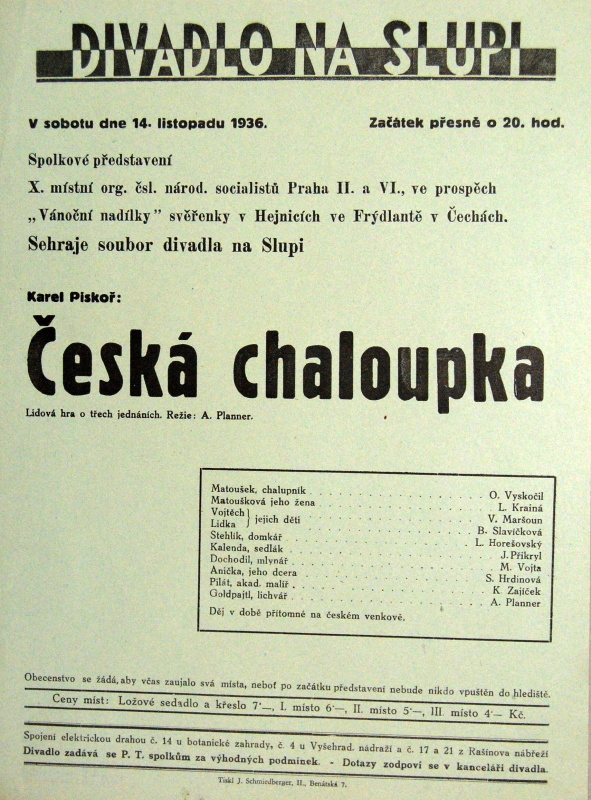 DIVADLO NA SLUPI
V sobotu dne 14. listopadu 1936. Začátek přesně o 20. hod.
Spolkové představení
X. místní org. čsl. národ. socialistů Praha II. a VI., ve prospěch
„Vánoční nadílky" svěřenky v Hejnicích ve Frýdlantě v Čechách.
Sehraje soubor divadla na Slupi
Karel Piskoř:
Česká chaloupka
Lidová hra o třech jednáních. Režie: A. Planner.
Matoušek, chalupník . . . . . . . . . . . . O. Vyskočil
Matoušková jeho žena . . . . . . . . . . . . L. Krainá
Vojtěch } jejich děti . . . . . . . . . . . . V. Maršoun
Lidka } . . . . . . . . . . . . B. Slavíčková
Stehlík, domkář . . . . . . . . . . . . L. Horešovský
Kalenda, sedlák . . . . . . . . . . . . J. Přikryl
Dochodil, mlynář . . . . . . . . . . . . M. Vojta
Anička, jeho dcera . . . . . . . . . . . . S. Hrdinová
Pilát, akad. malíř . . . . . . . . . . . . K. Zajíček
Goldpajtl, lichvář . . . . . . . . . . . . A. Planner
Děj v době přítomné na českém venkově.
Obecenstvo se žádá, aby včas zaujalo svá místa, neboť po začátku představení nebude nikdo vpuštěn do hlediště.
Ceny míst: Ložové sedadlo a křeslo 7·—, I. místo 6·—, II. místo 5·—, III. místo 4·— Kč.
Spojení elektrickou drahou č. 14 u botanické zahrady, č. 4 u Vyšehrad. nádraží a č. 17 a 21 z Rašínova nábřeží
Divadlo zadává se P. T. spolkům za výhodných podmínek. - Dotazy zodpoví se v kanceláři divadla.
Tiskl J. Schmiedberger, II., Benátská 7.